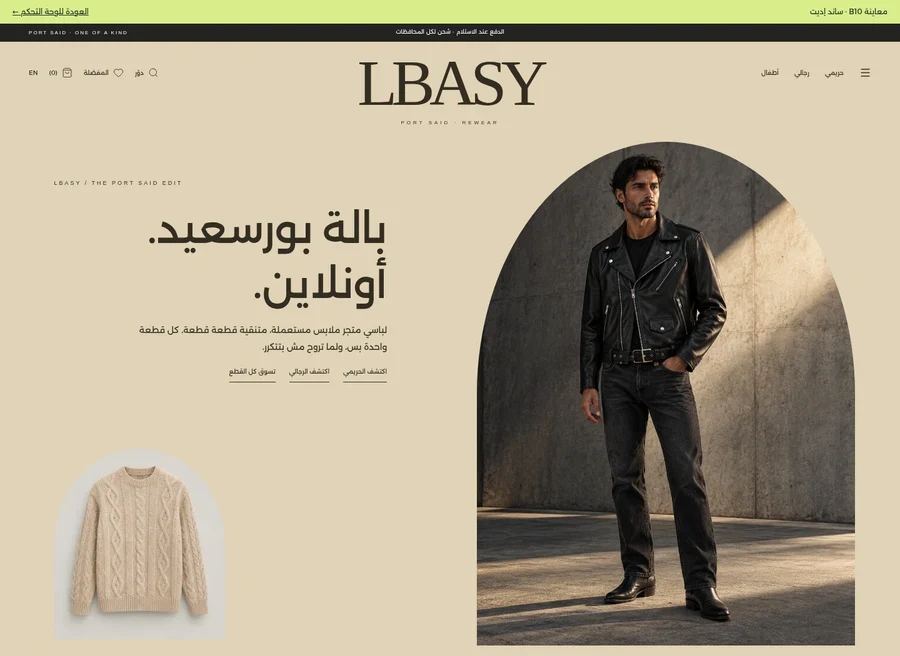 معاينة B10 · ساند إديت
العودة للوحة التحكم ←
الدفع عند الاستلام · شحن لكل المحافظات
PORT SAID · ONE OF A KIND
حريمي
رجالي
أطفال
LBASY
PORT SAID · REWEAR
دوّر
المفضلة
(0)
EN
LBASY / THE PORT SAID EDIT
بالة بورسعيد.
أونلاين.
لباسي متجر ملابس مستعملة، متنقية قطعة قطعة. كل قطعة
واحدة بس، ولما تروح مش بتتكرر.
اكتشف الحريمي
اكتشف الرجالي
تسوق كل القطع